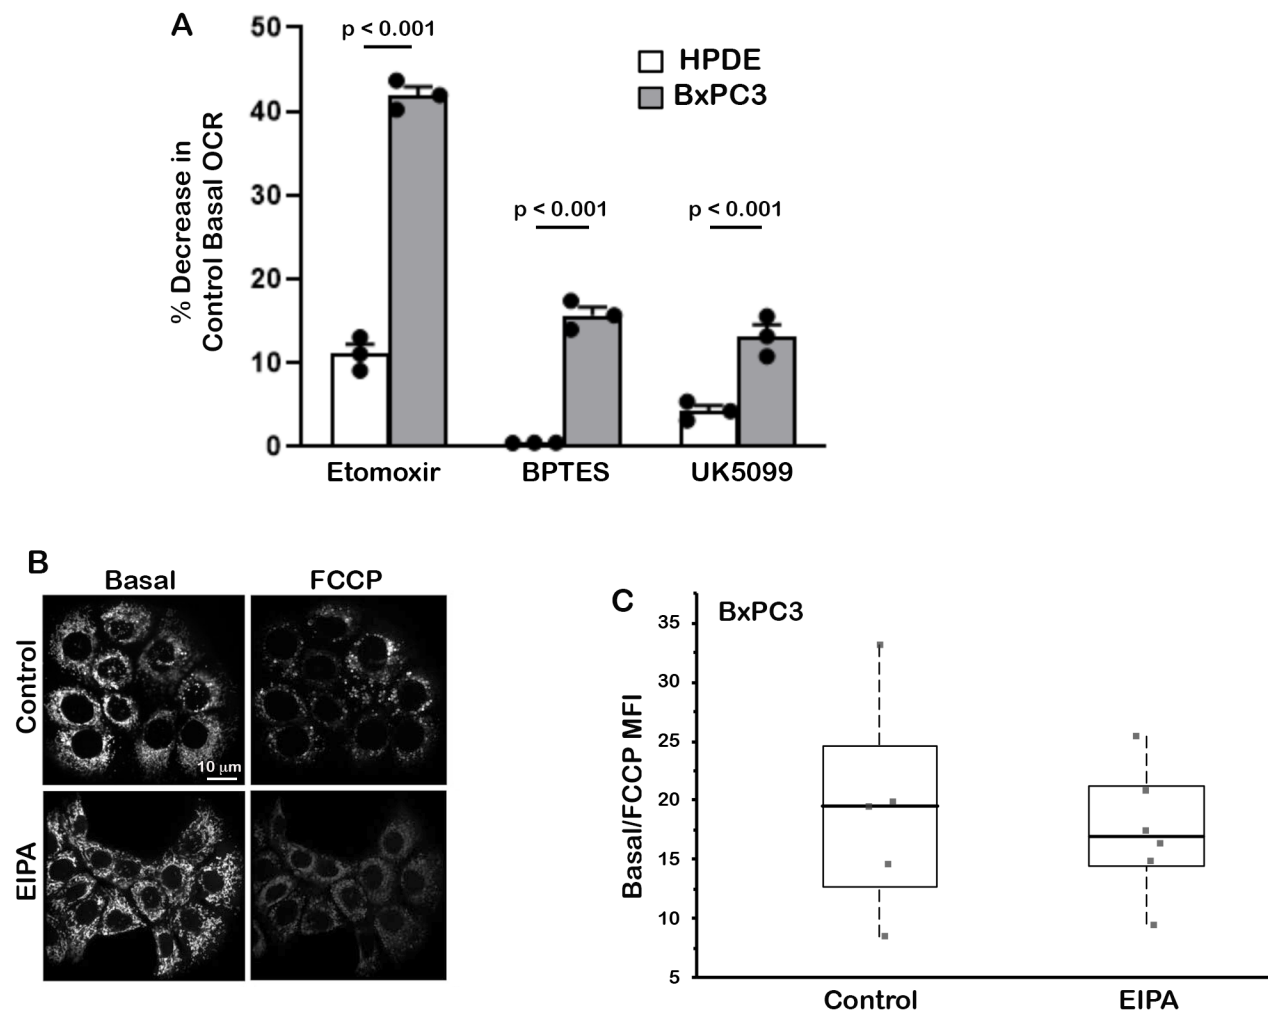 A
% Decrease in
Control Basal OCR
50
40
30
20
10
0
p < 0.001
p < 0.001
p < 0.001
HPDE
BxPC3
Etomoxir
BPTES
UK5099
B
Basal
FCCP
Control
10 μm
EIPA
C
BxPC3
Basal/FCCP MFI
35
30
25
20
15
10
5
Control
EIPA